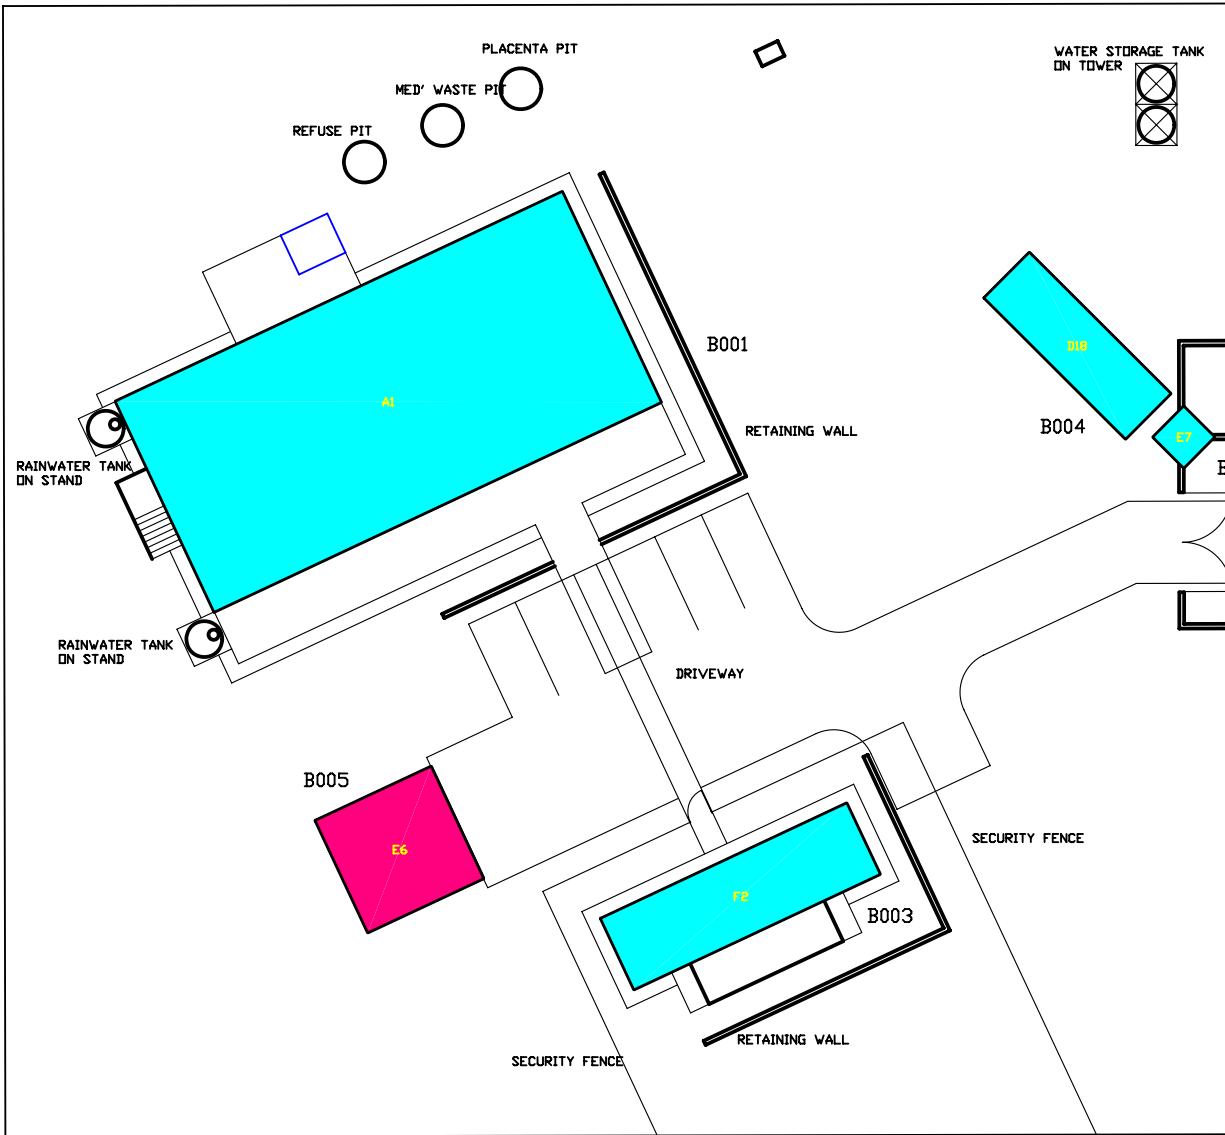 PLACENTA PIT
WATER STORAGE TANK
ON TOWER
MED' WASTE PIT
REFUSE PIT
B001
D18
A1
B004
RETAINING WALL
E7
RAINWATER TANK
ON STAND
RAINWATER TANK
ON STAND
DRIVEWAY
B005
SECURITY FENCE
E6
F2
B003
RETAINING WALL
SECURITY FENCE